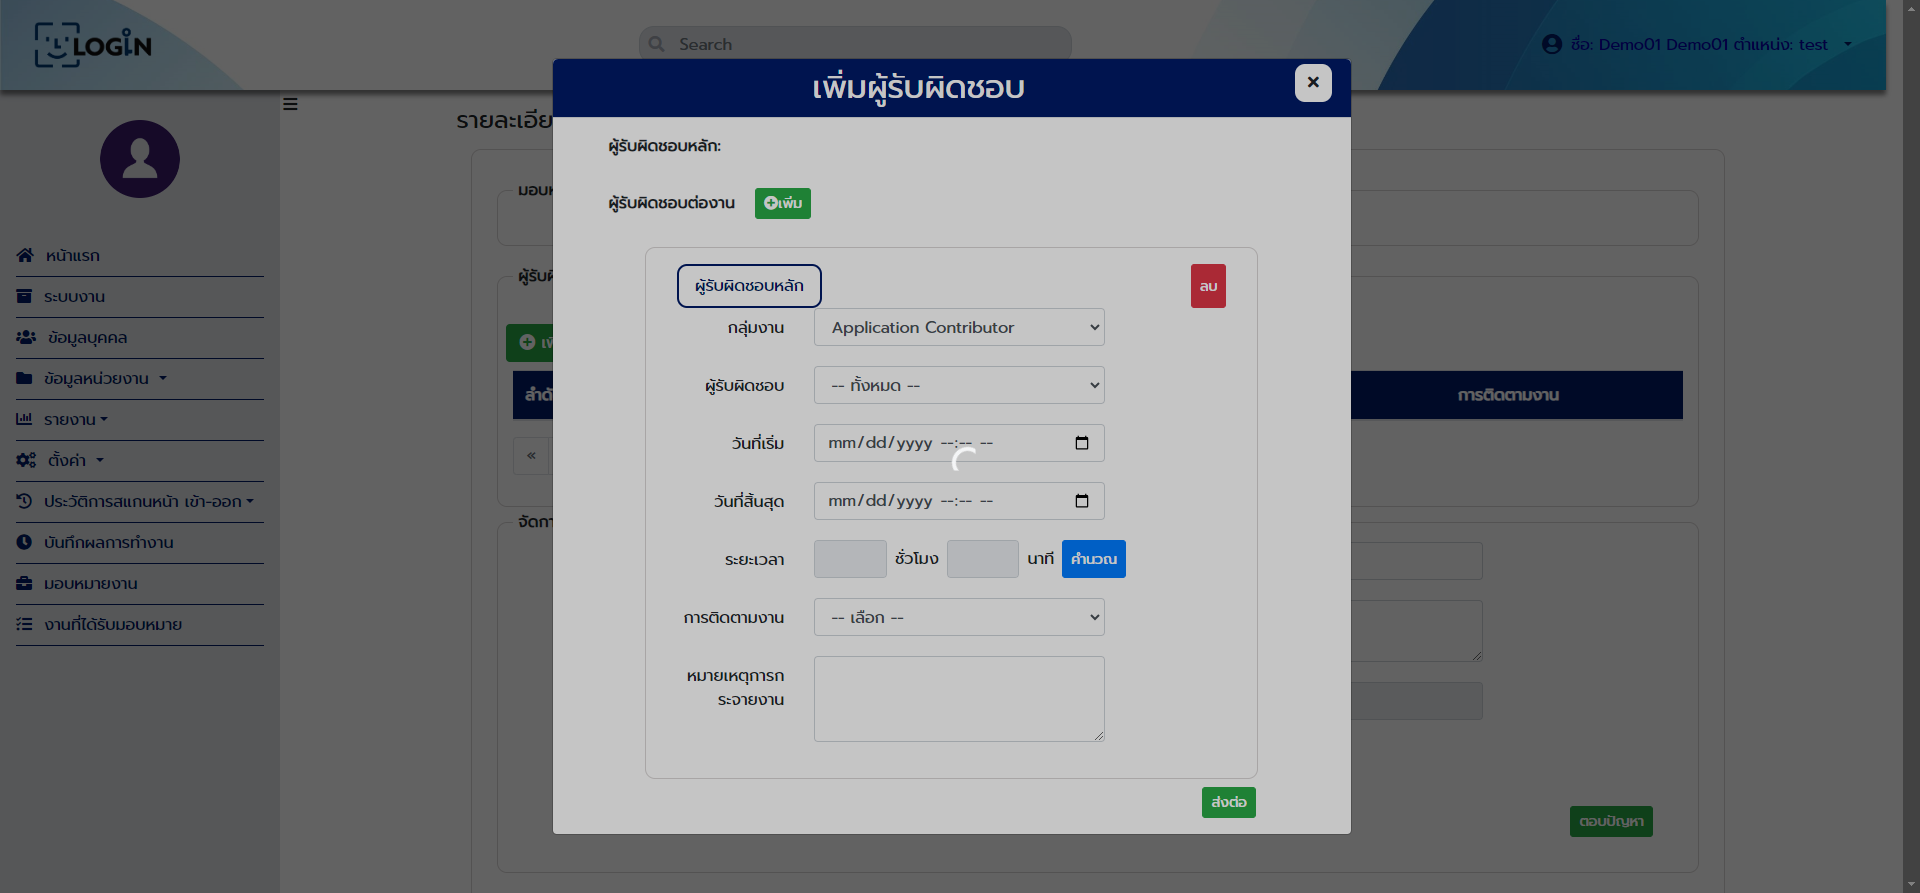 LOGIN
Search
ชื่อ: Demo01 Demo01 ตำแหน่ง: test
เพิ่มผู้รับผิดชอบ
รายละเอีย
ผู้รับผิดชอบหลัก:
มอบห
ผู้รับผิดชอบต่องาน
เพิ่ม
หน้าแรก
ระบบงาน
ข้อมูลบุคคล
ข้อมูลหน่วยงาน
รายงาน
ตั้งค่า
ประวัติการสแกนหน้า เข้า-ออก
บันทึกผลการทำงาน
มอบหมายงาน
งานที่ได้รับมอบหมาย
ผู้รับผิ
เพิ
ลำดั
«
จัดกา
ผู้รับผิดชอบหลัก
ลบ
กลุ่มงาน
Application Contributor
ผู้รับผิดชอบ
-- ทั้งหมด --
วันที่เริ่ม
mm/dd/yyyy --:-- --
วันที่สิ้นสุด
mm/dd/yyyy --:-- --
ระยะเวลา
ชั่วโมง
นาที
คำนวณ
การติดตามงาน
-- เลือก --
หมายเหตุการก
ระจายงาน
ส่งต่อ
การติดตามงาน
ตอบปัญหา